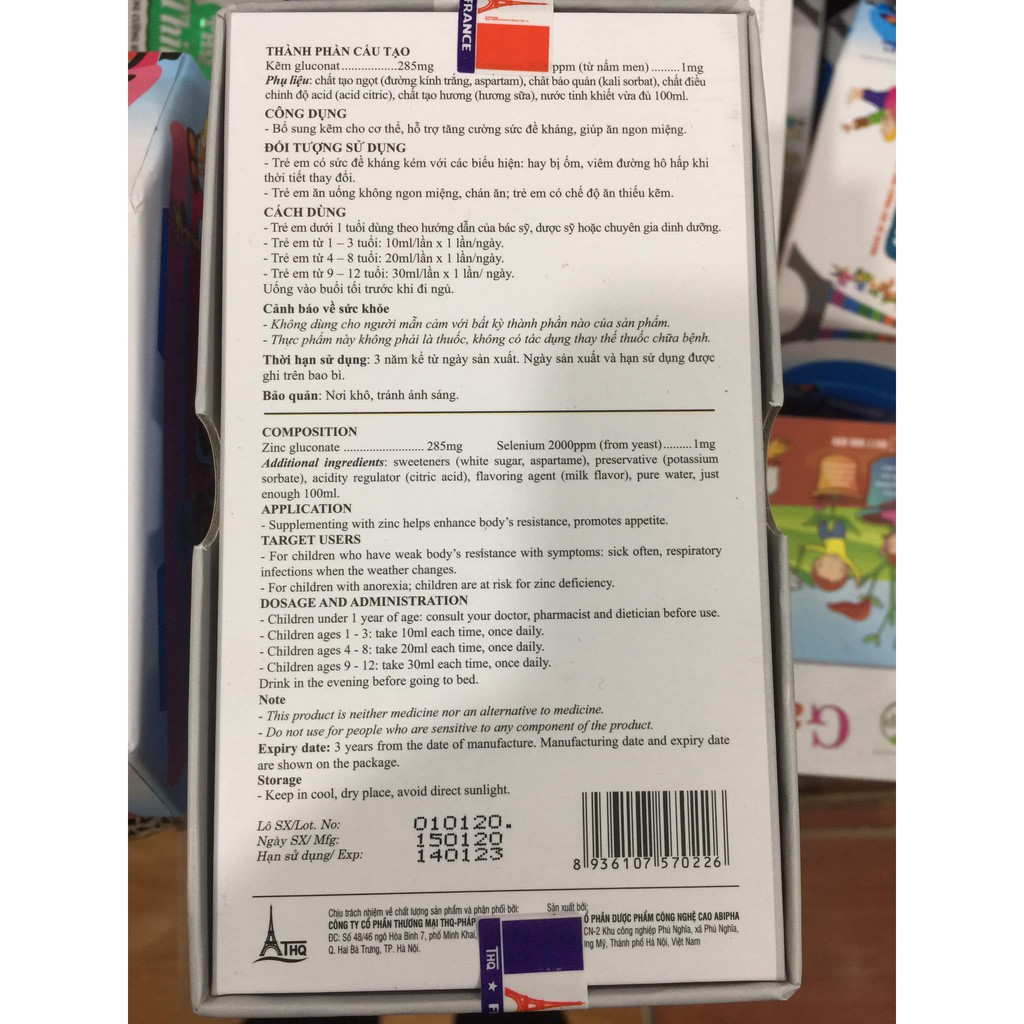 FRANCE
THÀNH PHẦN CẤU TẠO
Kẽm gluconat.................285mg ppm (từ nấm men).........1mg
Phụ liệu: chất tạo ngọt (đường kính trắng, aspartam), chất bảo quản (kali sorbat), chất điều
chỉnh độ acid (acid citric), chất tạo hương (hương sữa), nước tinh khiết vừa đủ 100ml.
CÔNG DỤNG
- Bổ sung kẽm cho cơ thể, hỗ trợ tăng cường sức đề kháng, giúp ăn ngon miệng.
ĐỐI TƯỢNG SỬ DỤNG
- Trẻ em có sức đề kháng kém với các biểu hiện: hay bị ốm, viêm đường hô hấp khi
thời tiết thay đổi.
- Trẻ em ăn uống không ngon miệng, chán ăn; trẻ em có chế độ ăn thiếu kẽm.
CÁCH DÙNG
- Trẻ em dưới 1 tuổi dùng theo hướng dẫn của bác sỹ, dược sỹ hoặc chuyên gia dinh dưỡng.
- Trẻ em từ 1 – 3 tuổi: 10ml/lần x 1 lần/ngày.
- Trẻ em từ 4 – 8 tuổi: 20ml/lần x 1 lần/ngày.
- Trẻ em từ 9 – 12 tuổi: 30ml/lần x 1 lần/ ngày.
Uống vào buổi tối trước khi đi ngủ.
Cảnh báo về sức khỏe
- Không dùng cho người mẫn cảm với bất kỳ thành phần nào của sản phẩm.
- Thực phẩm này không phải là thuốc, không có tác dụng thay thế thuốc chữa bệnh.
Thời hạn sử dụng: 3 năm kể từ ngày sản xuất. Ngày sản xuất và hạn sử dụng được
ghi trên bao bì.
Bảo quản: Nơi khô, tránh ánh sáng.
COMPOSITION
Zinc gluconate ........................ 285mg Selenium 2000ppm (from yeast).........1mg
Additional ingredients: sweeteners (white sugar, aspartame), preservative (potassium
sorbate), acidity regulator (citric acid), flavoring agent (milk flavor), pure water, just
enough 100ml.
APPLICATION
- Supplementing with zinc helps enhance body's resistance, promotes appetite.
TARGET USERS
- For children who have weak body's resistance with symptoms: sick often, respiratory
infections when the weather changes.
- For children with anorexia; children are at risk for zinc deficiency.
DOSAGE AND ADMINISTRATION
- Children under 1 year of age: consult your doctor, pharmacist and dietician before use.
- Children ages 1 - 3: take 10ml each time, once daily.
- Children ages 4 - 8: take 20ml each time, once daily.
- Children ages 9 - 12: take 30ml each time, once daily.
Drink in the evening before going to bed.
Note
- This product is neither medicine nor an alternative to medicine.
- Do not use for people who are sensitive to any component of the product.
Expiry date: 3 years from the date of manufacture. Manufacturing date and expiry date
are shown on the package.
Storage
- Keep in cool, dry place, avoid direct sunlight.
Lô SX/Lot. No: 010120.
Ngày SX/ Mfg: 150120
Hạn sử dụng/ Exp: 140123
8 936107 570226
THQ
Chịu trách nhiệm về chất lượng sản phẩm và phân phối bởi:
CÔNG TY CỔ PHẦN THƯƠNG MẠI THQ-PHÁP
ĐC: Số 48/46 ngõ Hòa Bình 7, phố Minh Khai,
Q. Hai Bà Trưng, TP. Hà Nội.
Sản xuất bởi:
Ổ PHẦN DƯỢC PHẨM CÔNG NGHỆ CAO ABIPHA
CN-2 Khu công nghiệp Phú Nghĩa, xã Phú Nghĩa,
ng Mỹ, Thành phố Hà Nội, Việt Nam
THQ ★ F